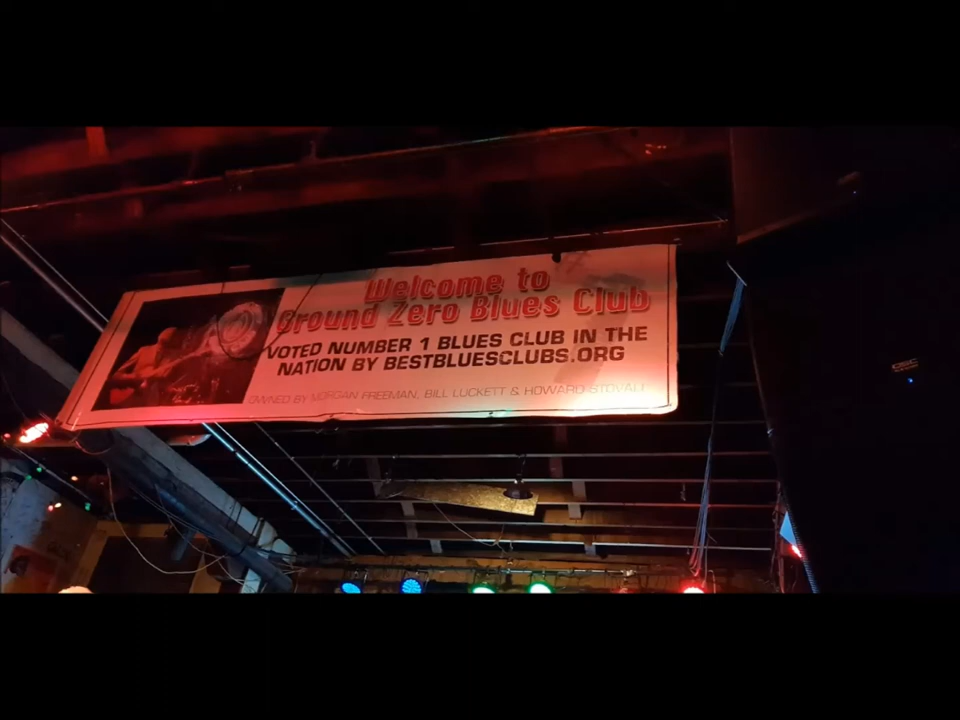 Welcome to
Ground Zero Blues Club
VOTED NUMBER 1 BLUES CLUB IN THE
NATION BY BESTBLUESCLUBS.ORG
OWNED BY MORGAN FREEMAN, BILL LUCKETT & HOWARD STOVALL
QSC